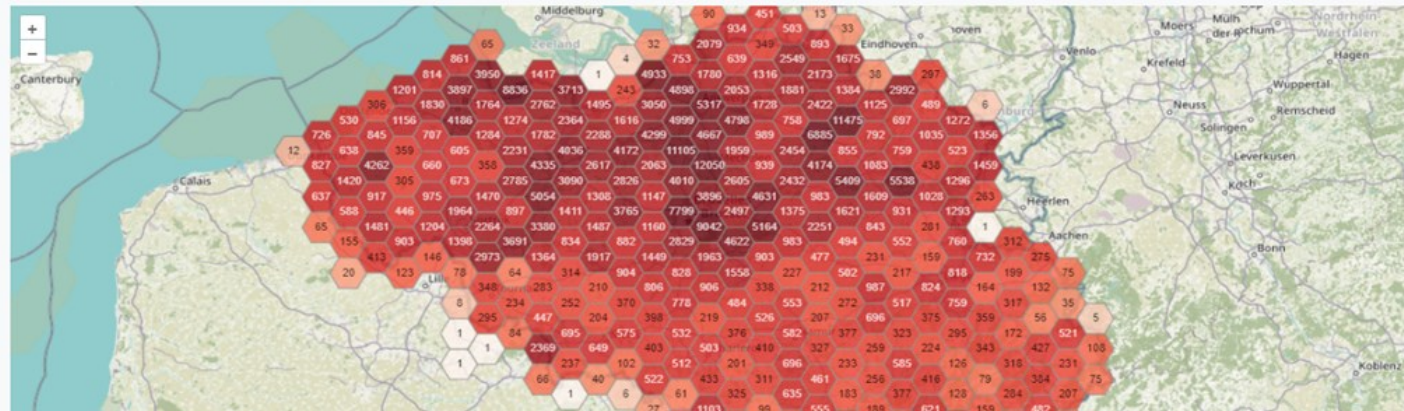 +
−
Canterbury
Calais
Middelburg
Zeeland
Eindhoven
hoven
Venlo
Moers
Krefeld
Neuss
Hagen
Wuppertal
Remscheid
Solingen
Leverkusen
Heerlen
Aachen
Bonn
Koblenz
90 451 13
934 503 33
65 32 2079 349 893
861 4 753 639 2549 1675
814 3950 1417 1 4933 1780 1316 2173 38 297
1201 3897 8836 3713 243 4898 2053 1881 1384 2992
306 1830 1764 2762 1495 3050 5317 1728 2422 1125 489 6
530 1156 4186 1274 2364 1616 4999 4798 758 11475 697 1272
726 845 707 1284 1782 2288 4299 4667 989 6885 792 1035 1356
12 638 359 605 2231 4036 4172 11105 1959 2454 855 759 523
827 4262 660 358 4335 2617 2063 12050 939 4174 1083 438 1459
1420 305 673 2785 3090 2826 4010 2605 2432 5409 5538 1296
637 917 975 1470 5054 1308 1147 3896 4631 983 1609 1028 263
588 446 1964 897 1411 3765 7799 2497 1375 1621 931 1293
65 1481 1204 2264 3380 1487 1160 9042 5164 2251 843 281 1
155 903 1398 3691 834 882 2829 4622 983 494 552 760 312
413 146 2973 1364 1917 1449 1963 903 477 231 159 732 275
20 123 78 64 314 904 828 1558 227 502 217 818 199 75
348 283 210 806 906 338 212 987 824 164 132
8 234 252 370 778 484 553 272 517 759 317 35
295 447 204 398 219 526 207 696 375 359 56 5
1 84 695 575 532 376 582 377 323 295 172 521
1 2369 649 403 503 410 327 259 224 343 427 108
1 237 102 512 201 696 233 585 126 318 231
66 40 522 433 311 461 256 416 79 384 75
1 6 61 325 635 183 377 128 284 207
27 1103 99 555 189 621 159 482